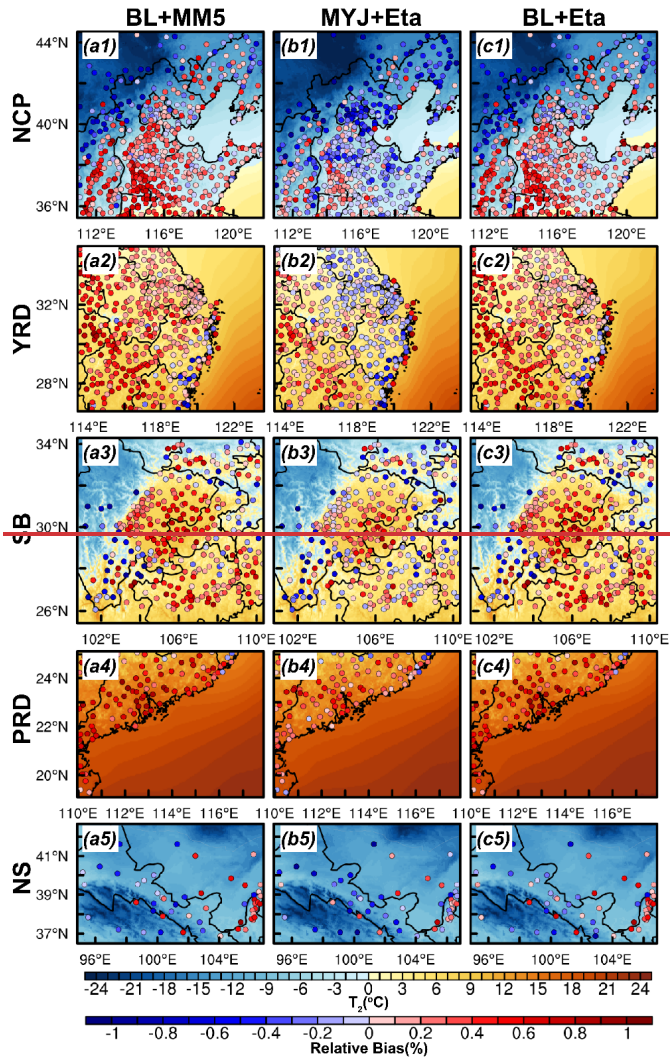 BL+MM5 MYJ+Eta BL+Eta
NCP
(a1) (b1) (c1)
44°N
40°N
36°N
112°E 116°E 120°E 112°E 116°E 120°E 112°E 116°E 120°E
YRD
(a2) (b2) (c2)
32°N
30°N
28°N
114°E 118°E 122°E 114°E 118°E 122°E 114°E 118°E 122°E
SB
(a3) (b3) (c3)
34°N
30°N
26°N
102°E 106°E 110°E 102°E 106°E 110°E 102°E 106°E 110°E
PRD
(a4) (b4) (c4)
24°N
22°N
20°N
110°E 112°E 114°E 116°E 110°E 112°E 114°E 116°E 110°E 112°E 114°E 116°E
NS
(a5) (b5) (c5)
41°N
39°N
37°N
96°E 100°E 104°E 96°E 100°E 104°E 96°E 100°E 104°E
-24 -21 -18 -15 -12 -9 -6 -3 0 3 6 9 12 15 18 21 24
T2(°C)
-1 -0.8 -0.6 -0.4 -0.2 0 0.2 0.4 0.6 0.8 1
Relative Bias(%)